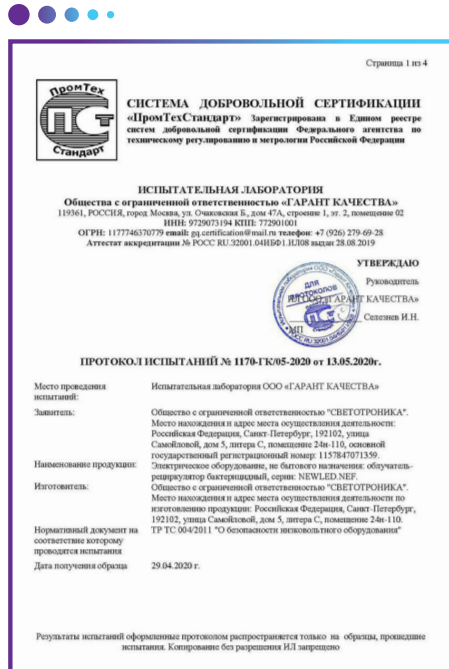 Страница 1 из 4
ПромТех
ПСТ
Стандарт
СИСТЕМА ДОБРОВОЛЬНОЙ СЕРТИФИКАЦИИ
«ПромТехСтандарт» Зарегистрирована в Едином реестре
систем добровольной сертификации Федерального агентства по
техническому регулированию и метрологии Российской Федерации
ИСПЫТАТЕЛЬНАЯ ЛАБОРАТОРИЯ
Общества с ограниченной ответственностью «ГАРАНТ КАЧЕСТВА»
119361, РОССИЯ, город Москва, ул. Очаковская Б., дом 47А, строение 1, эт. 2, помещение 02
ИНН: 9729073194 КПП: 772901001
ОГРН: 1177746370779 email: gq.certification@mail.ru телефон: +7 (926) 279-69-28
Аттестат аккредитации № РОСС RU.32001.04ИБФ1.ИЛ08 выдан 28.08.2019
УТВЕРЖДАЮ
Руководитель
ИЛ ООО «ГАРАНТ КАЧЕСТВА»
Селезнев И.Н.
МП
ДЛЯ
ПРОТОКОЛОВ
ПРОТОКОЛ ИСПЫТАНИЙ № 1170-ГК/05-2020 от 13.05.2020г.
Место проведения Испытательная лаборатория ООО «ГАРАНТ КАЧЕСТВА»
испытаний:
Заявитель: Общество с ограниченной ответственностью "СВЕТОТРОНИКА".
Место нахождения и адрес места осуществления деятельности:
Российская Федерация, Санкт-Петербург, 192102, улица
Самойловой, дом 5, литера С, помещение 24н-110, основной
государственный регистрационный номер: 1157847071359.
Наименование продукции: Электрическое оборудование, не бытового назначения: облучатель-
рециркулятор бактерицидный, серии: NEWLED.NEF.
Изготовитель: Общество с ограниченной ответственностью "СВЕТОТРОНИКА".
Место нахождения и адрес места осуществления деятельности по
изготовлению продукции: Российская Федерация, Санкт-Петербург,
192102, улица Самойловой, дом 5, литера С, помещение 24н-110.
Нормативный документ на ТР ТС 004/2011 "О безопасности низковольтного оборудования"
соответствие которому
проводятся испытания
Дата получения образца 29.04.2020 г.
Результаты испытаний оформленные протоколом распространяется только на образцы, прошедшие
испытания. Копирование без разрешения ИЛ запрещено